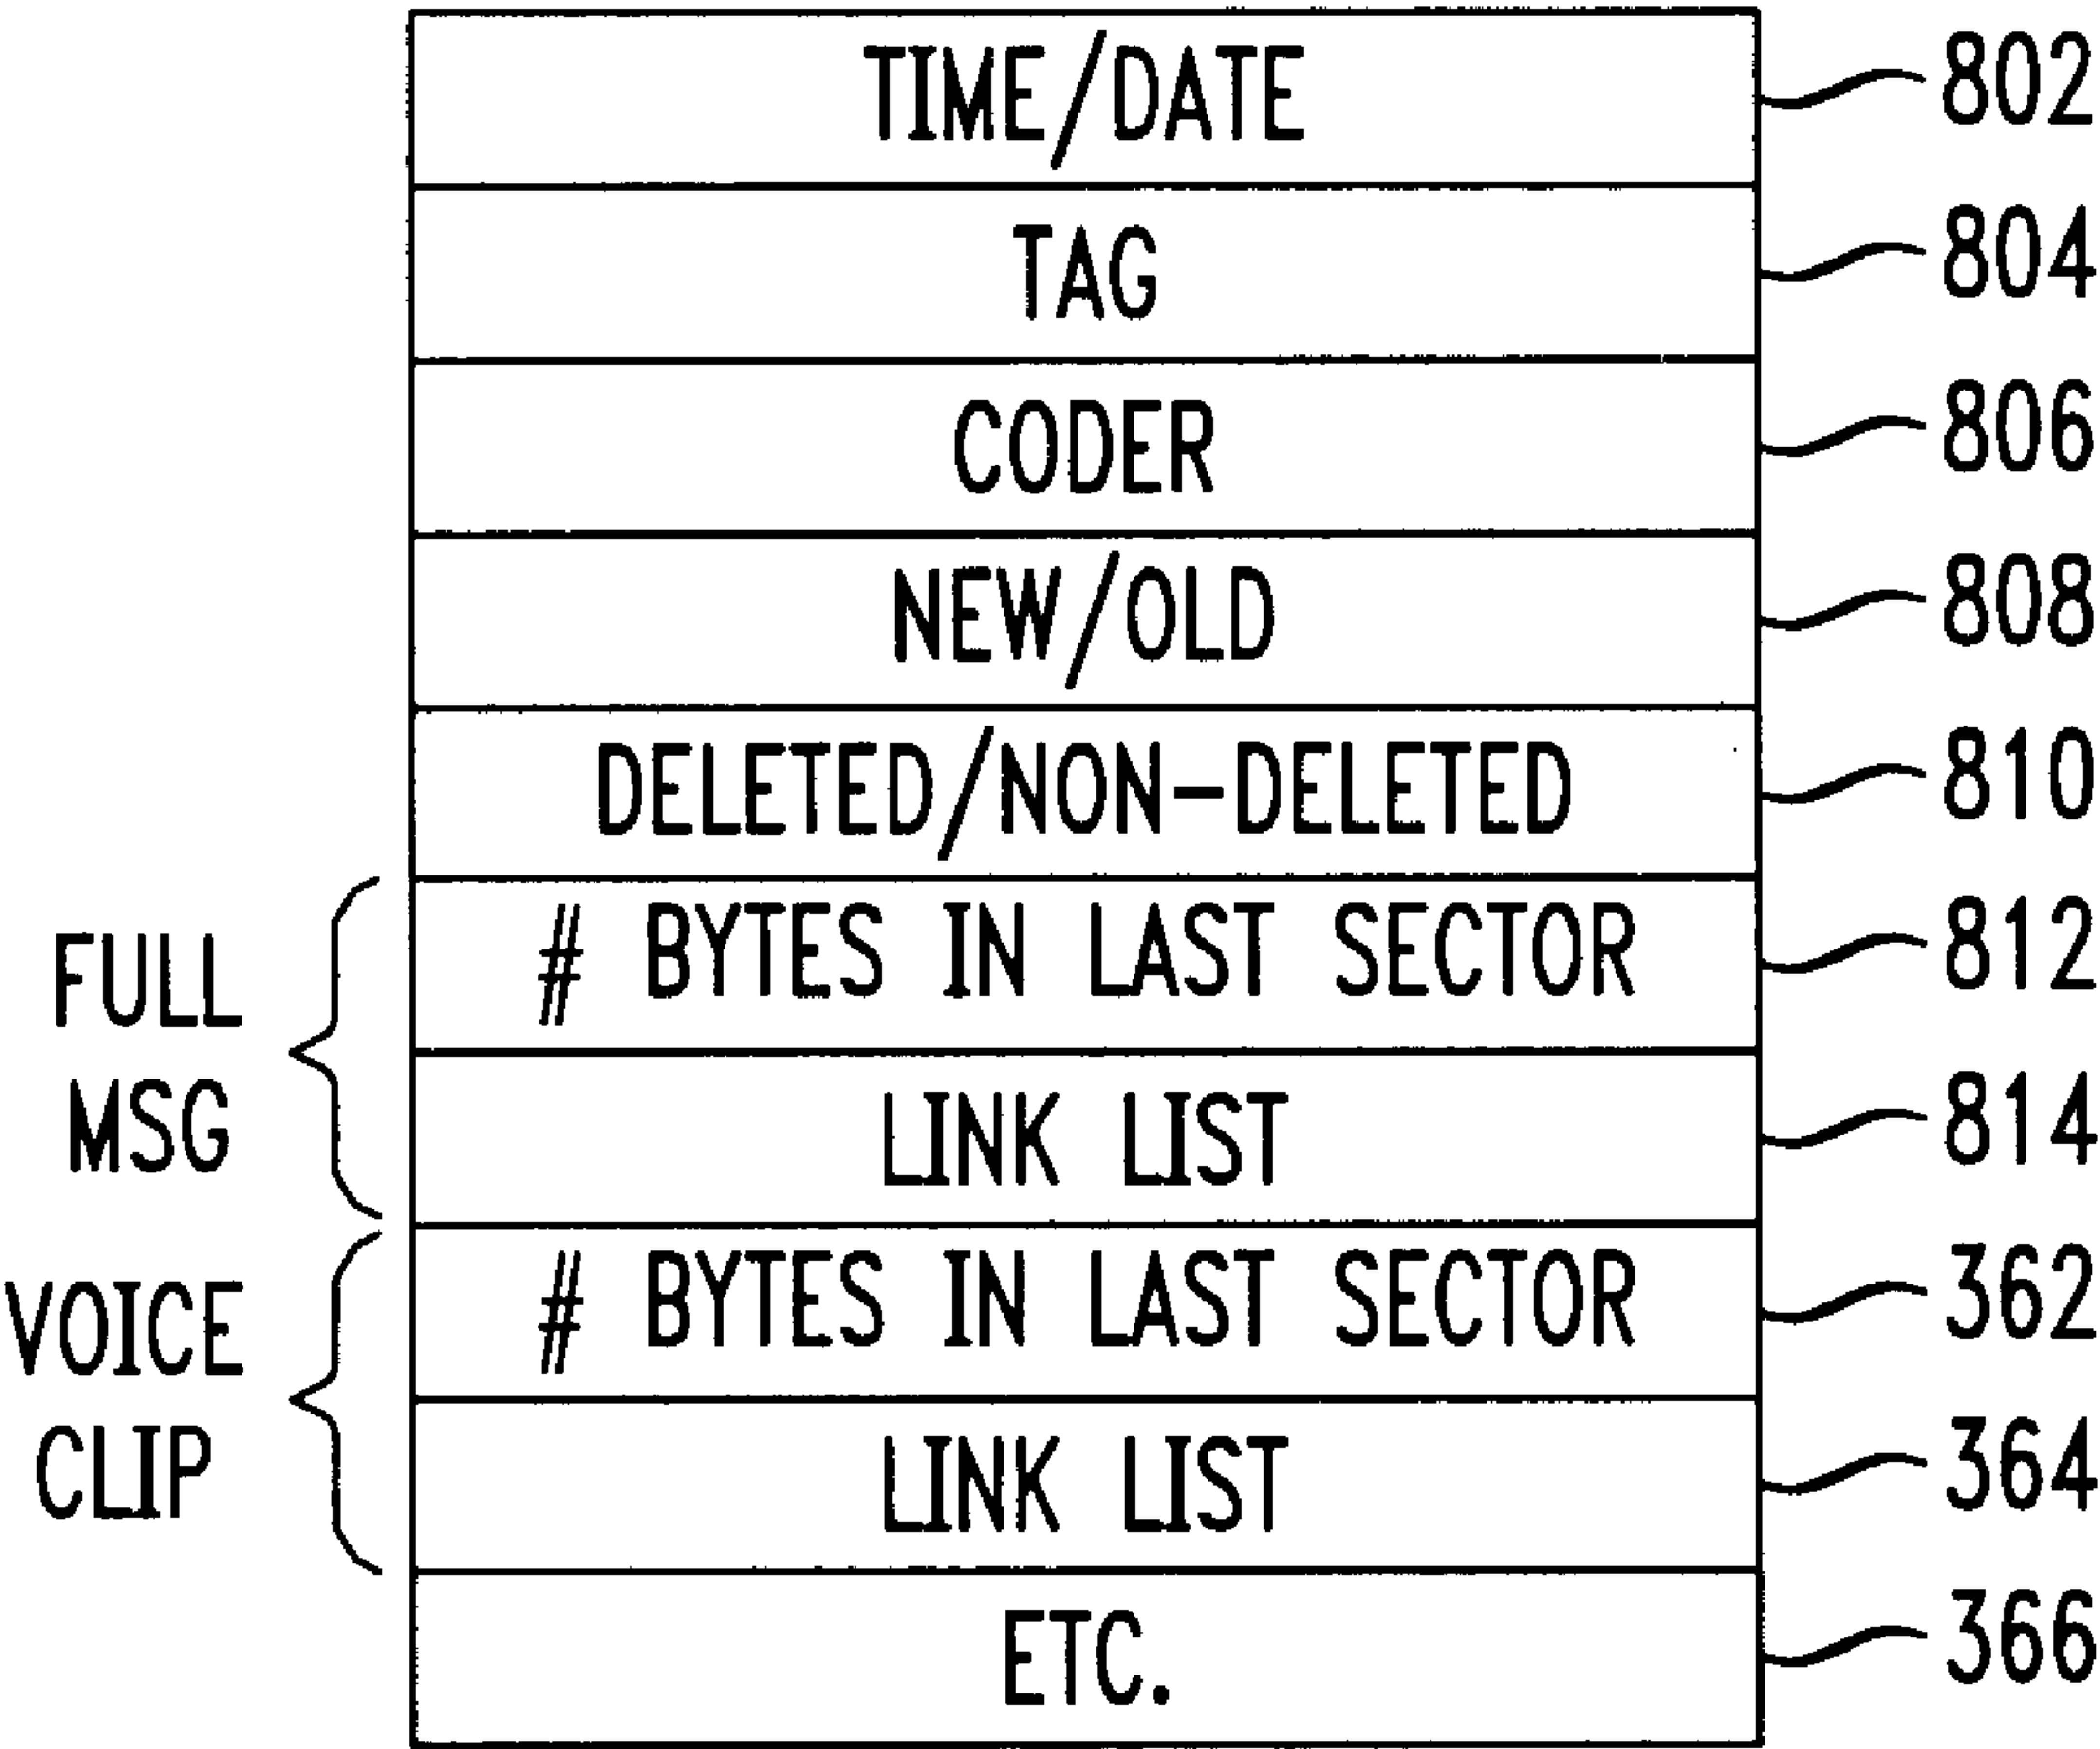 TIME/DATE 802
TAG 804
CODER 806
NEW/OLD 808
DELETED/NON-DELETED 810
FULL
MSG
# BYTES IN LAST SECTOR 812
LINK LIST 814
VOICE
CLIP
# BYTES IN LAST SECTOR 362
LINK LIST 364
ETC. 366